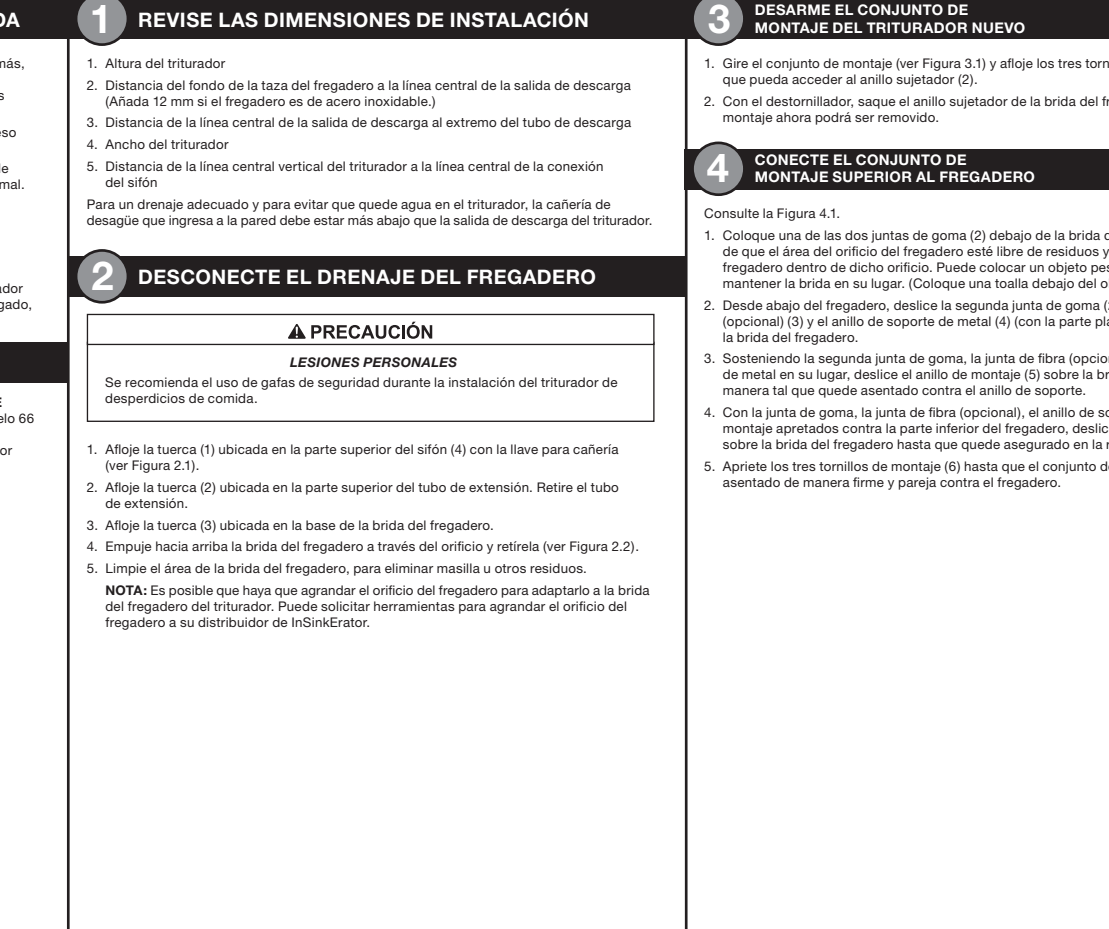 DA
más,
s
eso
le
mal.
ador
gado,
E
elo 66
or
1 REVISE LAS DIMENSIONES DE INSTALACIÓN
1. Altura del triturador
2. Distancia del fondo de la taza del fregadero a la línea central de la salida de descarga
(Añada 12 mm si el fregadero es de acero inoxidable.)
3. Distancia de la línea central de la salida de descarga al extremo del tubo de descarga
4. Ancho del triturador
5. Distancia de la línea central vertical del triturador a la línea central de la conexión
del sifón
Para un drenaje adecuado y para evitar que quede agua en el triturador, la cañería de
desagüe que ingresa a la pared debe estar más abajo que la salida de descarga del triturador.
2 DESCONECTE EL DRENAJE DEL FREGADERO
PRECAUCIÓN
LESIONES PERSONALES
Se recomienda el uso de gafas de seguridad durante la instalación del triturador de
desperdicios de comida.
1. Afloje la tuerca (1) ubicada en la parte superior del sifón (4) con la llave para cañería
(ver Figura 2.1).
2. Afloje la tuerca (2) ubicada en la parte superior del tubo de extensión. Retire el tubo
de extensión.
3. Afloje la tuerca (3) ubicada en la base de la brida del fregadero.
4. Empuje hacia arriba la brida del fregadero a través del orificio y retírela (ver Figura 2.2).
5. Limpie el área de la brida del fregadero, para eliminar masilla u otros residuos.
NOTA: Es posible que haya que agrandar el orificio del fregadero para adaptarlo a la brida
del fregadero del triturador. Puede solicitar herramientas para agrandar el orificio del
fregadero a su distribuidor de InSinkErator.
3 DESARME EL CONJUNTO DE
MONTAJE DEL TRITURADOR NUEVO
1. Gire el conjunto de montaje (ver Figura 3.1) y afloje los tres torn
que pueda acceder al anillo sujetador (2).
2. Con el destornillador, saque el anillo sujetador de la brida del fr
montaje ahora podrá ser removido.
4 CONECTE EL CONJUNTO DE
MONTAJE SUPERIOR AL FREGADERO
Consulte la Figura 4.1.
1. Coloque una de las dos juntas de goma (2) debajo de la brida d
de que el área del orificio del fregadero esté libre de residuos y
fregadero dentro de dicho orificio. Puede colocar un objeto pes
mantener la brida en su lugar. (Coloque una toalla debajo del o
2. Desde abajo del fregadero, deslice la segunda junta de goma (
(opcional) (3) y el anillo de soporte de metal (4) (con la parte pla
la brida del fregadero.
3. Sosteniendo la segunda junta de goma, la junta de fibra (opcion
de metal en su lugar, deslice el anillo de montaje (5) sobre la br
manera tal que quede asentado contra el anillo de soporte.
4. Con la junta de goma, la junta de fibra (opcional), el anillo de so
montaje apretados contra la parte inferior del fregadero, deslic
sobre la brida del fregadero hasta que quede asegurado en la r
5. Apriete los tres tornillos de montaje (6) hasta que el conjunto de
asentado de manera firme y pareja contra el fregadero.